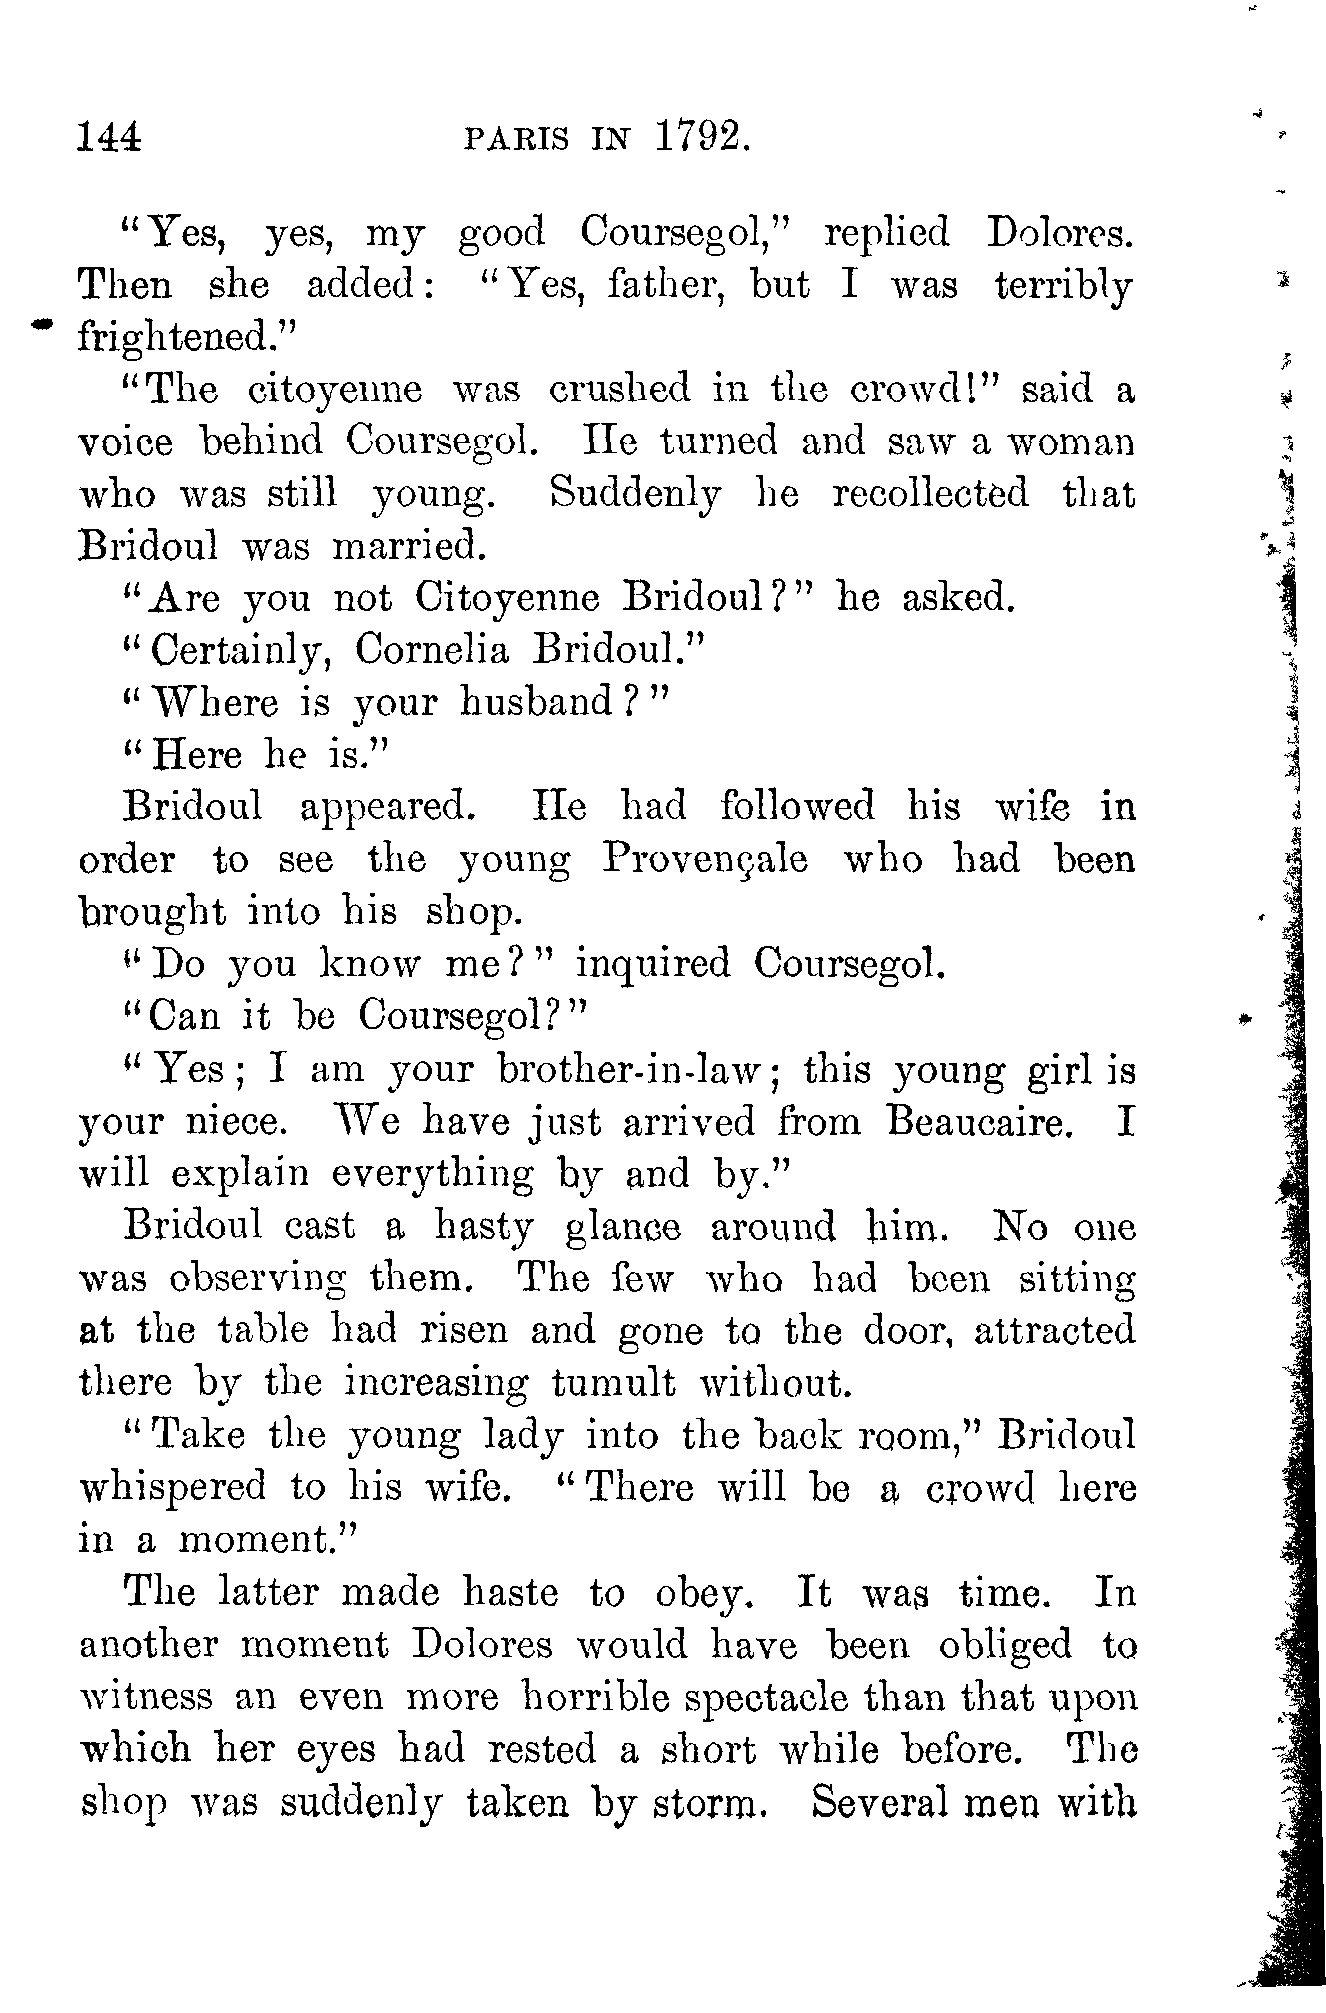 144 PARIS IN 1792.
"Yes, yes, my good Coursegol," replied Dolores.
Then she added: "Yes, father, but I was terribly
frightened."
"The citoyenne was crushed in the crowd!" said a
voice behind Coursegol. He turned and saw a woman
who was still young. Suddenly he recollected that
Bridoul was married.
"Are you not Citoyenne Bridoul?" he asked.
"Certainly, Cornelia Bridoul."
"Where is your husband?"
"Here he is."
Bridoul appeared. He had followed his wife in
order to see the young Provençale who had been
brought into his shop.
"Do you know me?" inquired Coursegol.
"Can it be Coursegol?"
"Yes; I am your brother-in-law; this young girl is
your niece. We have just arrived from Beaucaire. I
will explain everything by and by."
Bridoul cast a hasty glance around him. No one
was observing them. The few who had been sitting
at the table had risen and gone to the door, attracted
there by the increasing tumult without.
"Take the young lady into the back room," Bridoul
whispered to his wife. "There will be a crowd here
in a moment."
The latter made haste to obey. It was time. In
another moment Dolores would have been obliged to
witness an even more horrible spectacle than that upon
which her eyes had rested a short while before. The
shop was suddenly taken by storm. Several men with